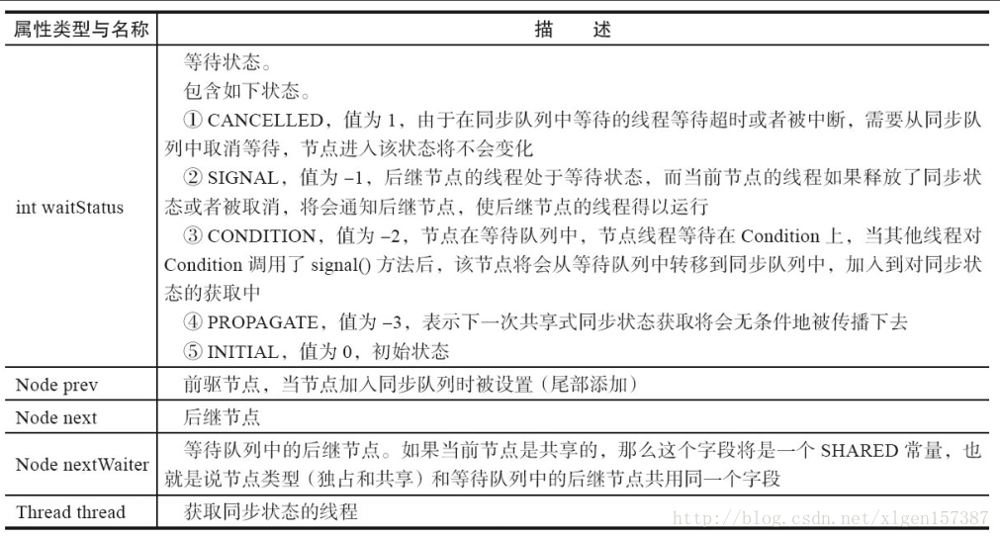 属性类型与名称 描 述
等待状态。
包含如下状态。
① CANCELLED，值为 1，由于在同步队列中等待的线程等待超时或者被中断，需要从同步队
列中取消等待，节点进入该状态将不会变化
② SIGNAL，值为 –1，后继节点的线程处于等待状态，而当前节点的线程如果释放了同步状
int waitStatus
态或者被取消，将会通知后继节点，使后继节点的线程得以运行
③ CONDITION，值为 –2，节点在等待队列中，节点线程等待在 Condition 上，当其他线程对
Condition 调用了 signal() 方法后，该节点将会从等待队列中转移到同步队列中，加入到对同步状
态的获取中
④ PROPAGATE，值为 –3，表示下一次共享式同步状态获取将会无条件地被传播下去
⑤ INITIAL，值为 0，初始状态
Node prev 前驱节点，当节点加入同步队列时被设置（尾部添加）
Node next 后继节点
Node nextWaiter
等待队列中的后继节点。如果当前节点是共享的，那么这个字段将是一个 SHARED 常量，也
就是说节点类型（独占和共享）和等待队列中的后继节点共用同一个字段
Thread thread 获取同步状态的线程
http://blog.csdn.net/xlgen157387